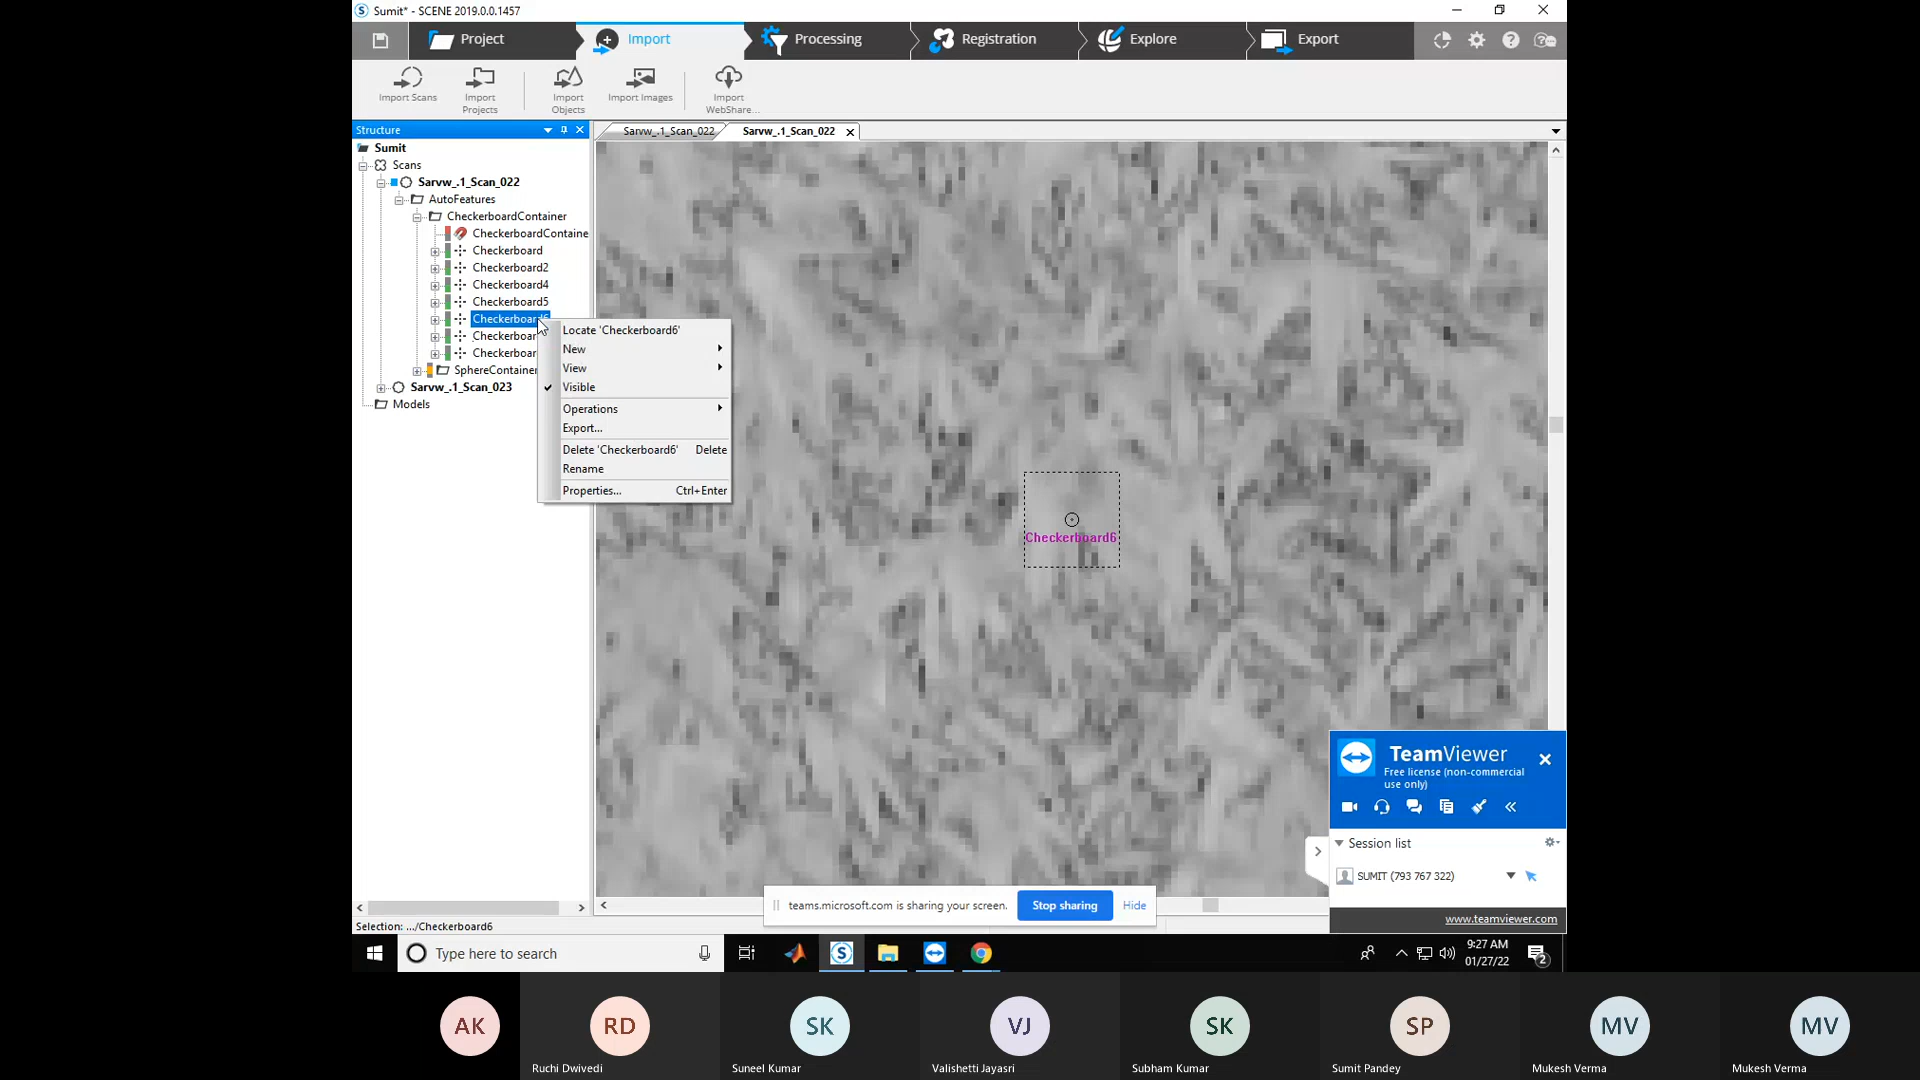 Sumit* - SCENE 2019.0.0.1457
Project
Import
Processing
Registration
Explore
Export
Import Scans
Import
Projects
Import
Objects
Import Images
Import
WebShare...
Structure
Sarvw_.1_Scan_022
Sarvw_.1_Scan_022
Sumit
Scans
Sarvw_.1_Scan_022
AutoFeatures
CheckerboardContainer
CheckerboardContaine
Checkerboard
Checkerboard2
Checkerboard4
Checkerboard5
Checkerboard6
Checkerboar
Checkerboar
SphereContainer
Sarvw_.1_Scan_023
Models
Locate 'Checkerboard6'
New
View
Visible
Operations
Export...
Delete 'Checkerboard6' Delete
Rename
Properties... Ctrl+Enter
Checkerboard6
TeamViewer
Free license (non-commercial
use only)
Session list
SUMIT (793 767 322)
www.teamviewer.com
teams.microsoft.com is sharing your screen.
Stop sharing
Hide
Selection: .../Checkerboard6
Type here to search
9:27 AM
01/27/22
2
AK
RD
SK
VJ
SK
SP
MV
MV
Ruchi Dwivedi
Suneel Kumar
Valishetti Jayasri
Subham Kumar
Sumit Pandey
Mukesh Verma
Mukesh Verma